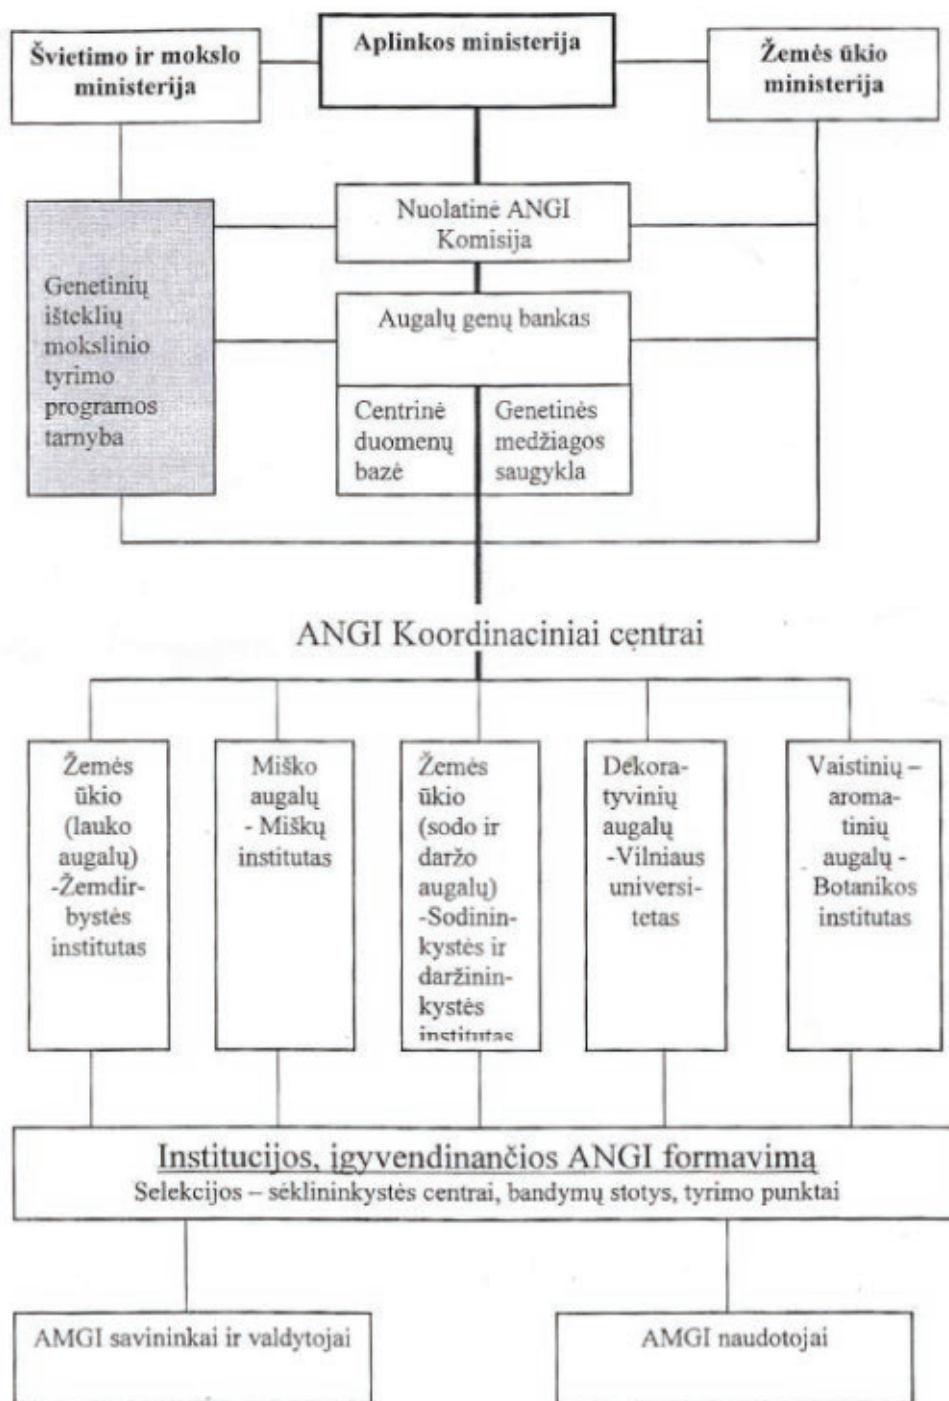 Švietimo ir mokslo
ministerija
Aplinkos ministerija
Žemės ūkio
ministerija
Nuolatinė ANGI
Komisija
Genetinių
išteklių
mokslinio
tyrimo
programos
tarnyba
Augalų genų bankas
Centrinė
duomenų
bazė
Genetinės
medžiagos
saugykla
ANGI Koordinaciniai centrai
Žemės
ūkio
(lauko
augalų)
-Žemdir-
bystės
institutas
Miško
augalų
- Miškų
institutas
Žemės
ūkio
(sodo ir
daržo
augalų)
-Sodinin-
kystės ir
daržinin-
kystės
institutas
Dekora-
tyvinių
augalų
-Vilniaus
universi-
tetas
Vaistinių –
aroma-
tinių
augalų -
Botanikos
institutas
Institucijos, įgyvendinančios ANGI formavimą
Selekcijos – sėklininkystės centrai, bandymų stotys, tyrimo punktai
AMGI savininkai ir valdytojai
AMGI naudotojai